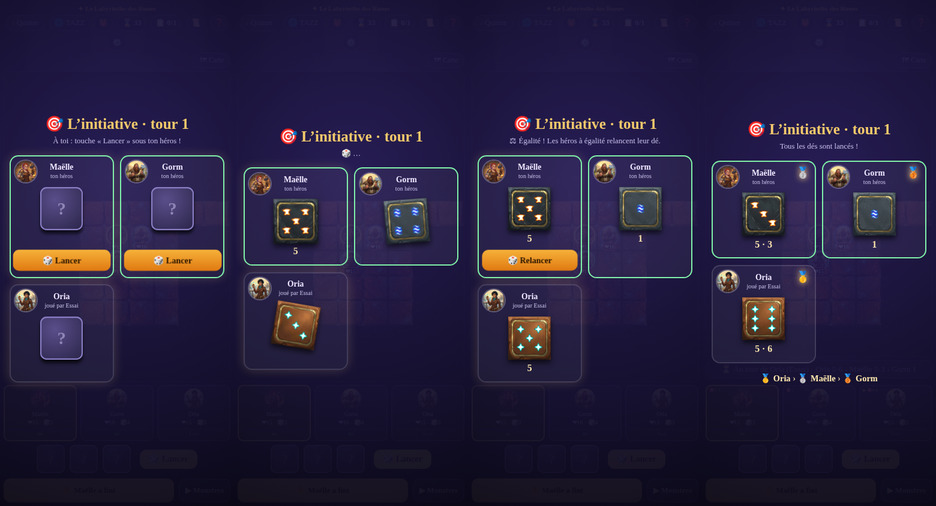 L’initiative · tour 1
À toi : touche « Lancer » sous ton héros !
Maëlle
ton héros
?
Lancer
Gorm
ton héros
?
Lancer
Oria
joué par Essai
?
L’initiative · tour 1
…
Maëlle
ton héros
5
Gorm
ton héros
Oria
joué par Essai
L’initiative · tour 1
Égalité ! Les héros à égalité relancent leur dé.
Maëlle
ton héros
5
Relancer
Gorm
ton héros
1
Oria
joué par Essai
5
L’initiative · tour 1
Tous les dés sont lancés !
Maëlle
ton héros
5 · 3
Gorm
ton héros
1
Oria
joué par Essai
5 · 6
Oria › Maëlle › Gorm